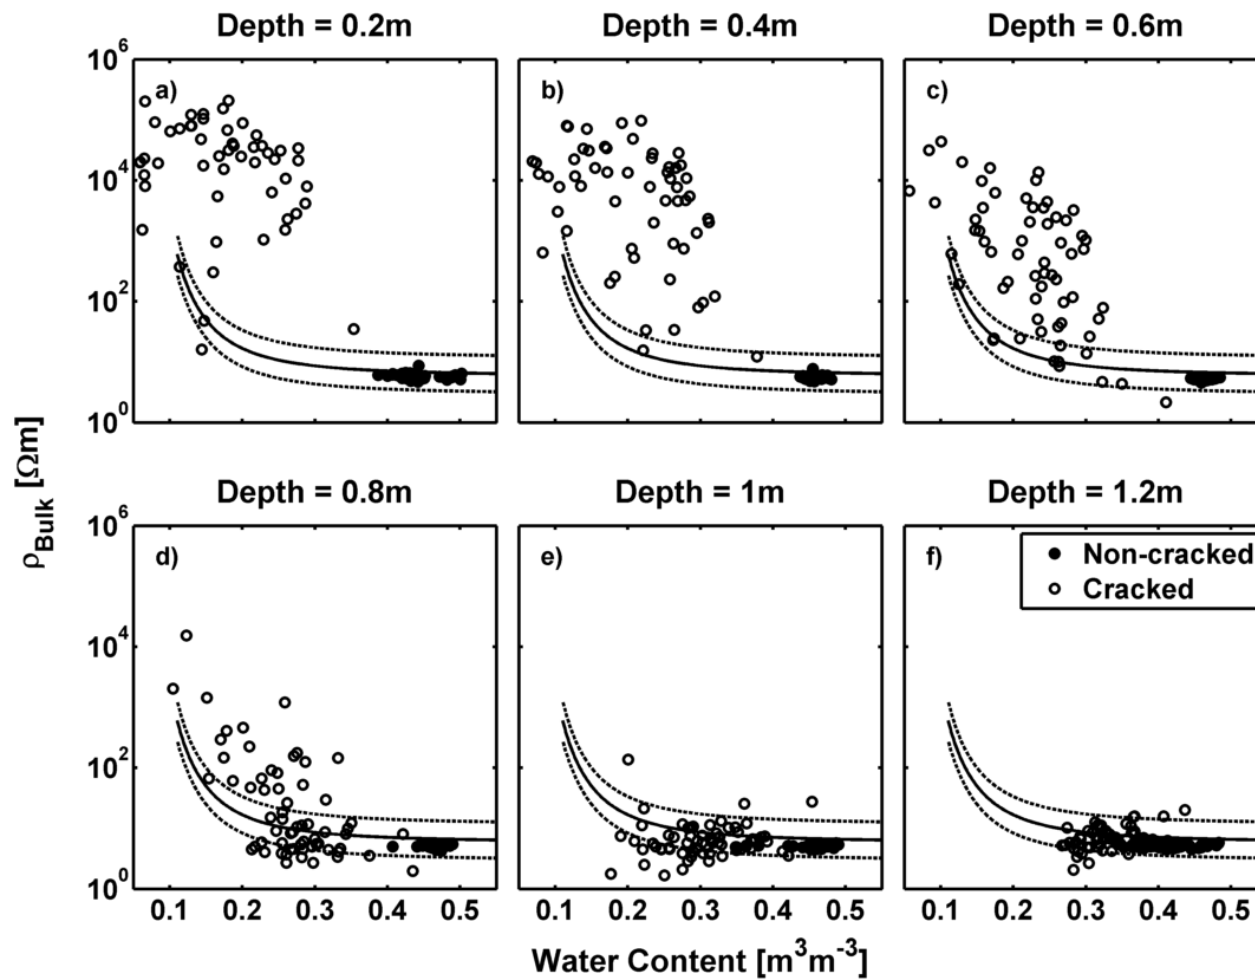 Depth = 0.2m
Depth = 0.4m
Depth = 0.6m
10⁶
10⁴
10²
10⁰
a)
b)
c)
ρBulk [Ωm]
Depth = 0.8m
Depth = 1m
Depth = 1.2m
10⁶
10⁴
10²
10⁰
d)
e)
f)
Non-cracked
Cracked
0.1 0.2 0.3 0.4 0.5
0.1 0.2 0.3 0.4 0.5
0.1 0.2 0.3 0.4 0.5
Water Content [m³m⁻³]